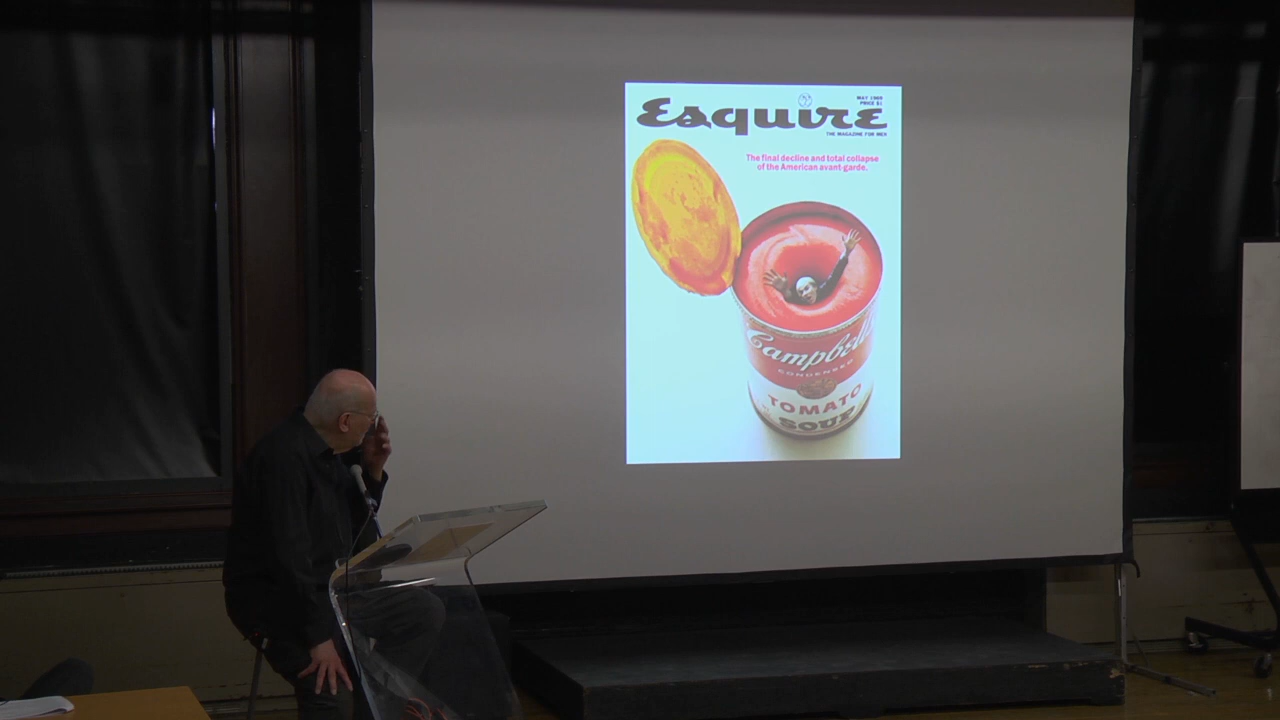 Esquire
MAY 1969
PRICE $1
THE MAGAZINE FOR MEN
The final decline and total collapse
of the American avant-garde.
Campbell
CONDENSED
TOMATO
SOUP